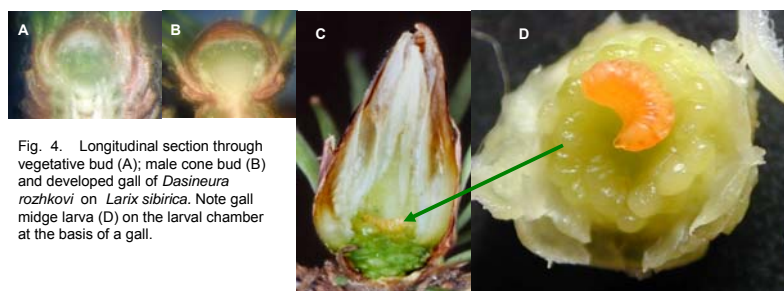 A
B
C
D
Fig. 4. Longitudinal section through
vegetative bud (A); male cone bud (B)
and developed gall of Dasineura
rozhkovi on Larix sibirica. Note gall
midge larva (D) on the larval chamber
at the basis of a gall.